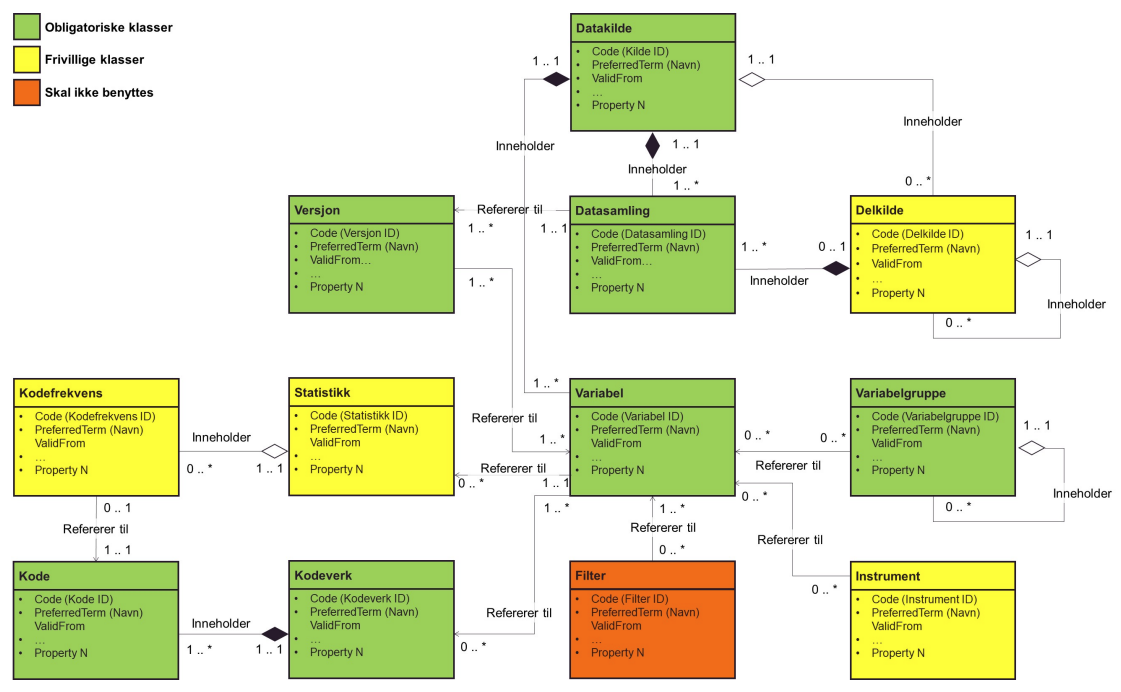 Obligatoriske klasser
Frivillige klasser
Skal ikke benyttes
Datakilde
• Code (Kilde ID)
• PreferredTerm (Navn)
• ValidFrom
• …
• Property N
1 .. 1
1 .. 1
Inneholder
Inneholder
1 .. 1
Inneholder
1 .. *
0 .. *
Versjon
• Code (Versjon ID)
• PreferredTerm (Navn)
• ValidFrom…
• …
• Property N
Refererer til
1 .. *
1 .. 1
Datasamling
• Code (Datasamling ID)
• PreferredTerm (Navn)
• ValidFrom…
• …
• Property N
1 .. *
0 .. 1
Inneholder
Delkilde
• Code (Delkilde ID)
• PreferredTerm (Navn)
• ValidFrom
• …
• Property N
1 .. 1
Inneholder
0 .. *
1 .. *
1 .. *
Refererer til
1 .. *
Kodefrekvens
• Code (Kodefrekvens ID)
• PreferredTerm (Navn)
ValidFrom
• …
• Property N
Inneholder
0 .. *
1 .. 1
Statistikk
• Code (Statistikk ID)
• PreferredTerm (Navn)
ValidFrom
• …
• Property N
Refererer til
0 .. *
1 .. 1
Variabel
• Code (Variabel ID)
• PreferredTerm (Navn)
ValidFrom
• …
• Property N
0 .. *
0 .. *
Refererer til
Variabelgruppe
• Code (Variabelgruppe ID)
• PreferredTerm (Navn)
ValidFrom
• …
• Property N
1 .. 1
Inneholder
0 .. *
0 .. 1
Refererer til
1 .. 1
1 .. *
Refererer til
0 .. *
1 .. *
Refererer til
0 .. *
0 .. *
Refererer til
0 .. *
Kode
• Code (Kode ID)
• PreferredTerm (Navn)
ValidFrom
• …
• Property N
Inneholder
1 .. *
1 .. 1
Kodeverk
• Code (Kodeverk ID)
• PreferredTerm (Navn)
ValidFrom
• …
• Property N
Filter
• Code (Filter ID)
• PreferredTerm (Navn)
ValidFrom
• …
• Property N
Instrument
• Code (Instrument ID)
• PreferredTerm (Navn)
ValidFrom
• …
• Property N